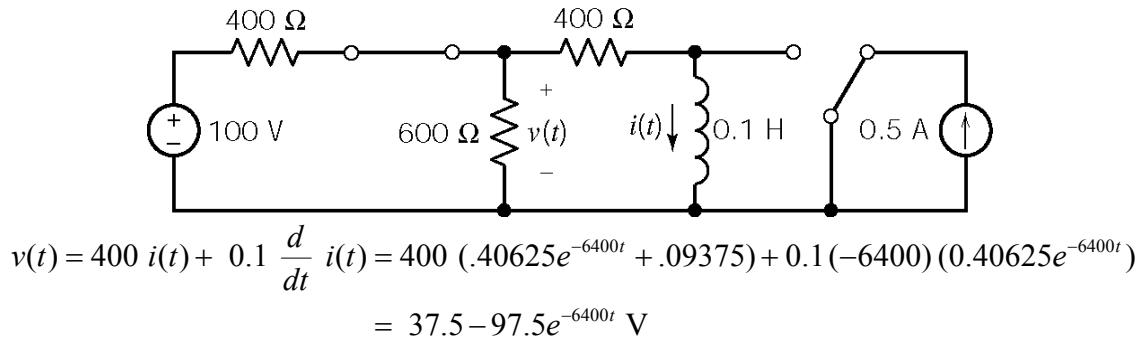 400 Ω 400 Ω
+
100 V
−
600 Ω
+
v(t)
−
i(t)
0.1 H
0.5 A
v(t) = 400 i(t) + 0.1 d/dt i(t) = 400 (.40625e^{−6400t} + .09375) + 0.1(−6400)(0.40625e^{−6400t})
= 37.5 − 97.5e^{−6400t} V